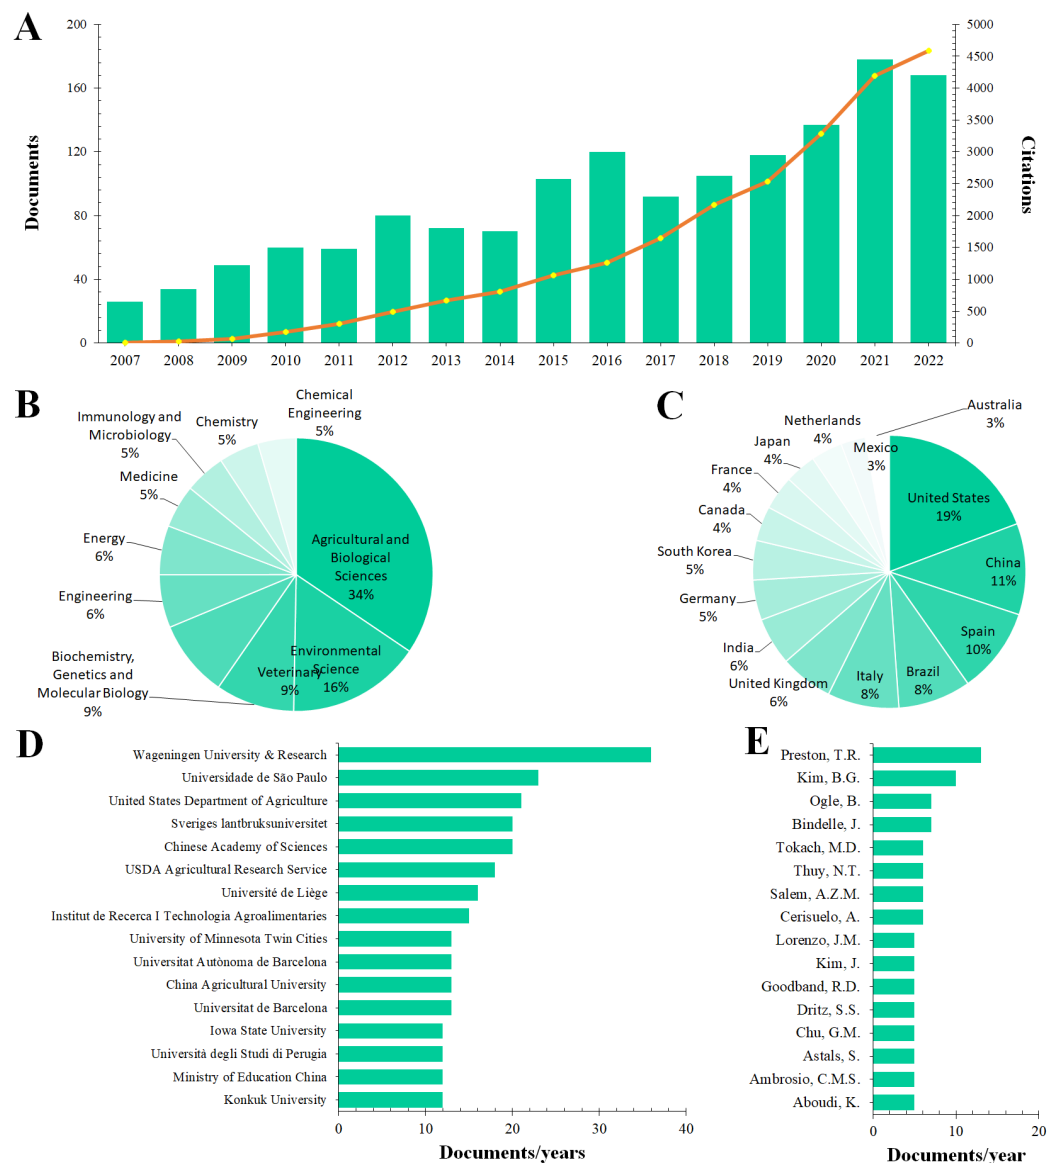 A
200
160
120
80
40
0
Documents
5000
4500
4000
3500
3000
2500
2000
1500
1000
500
0
Citations
2007 2008 2009 2010 2011 2012 2013 2014 2015 2016 2017 2018 2019 2020 2021 2022
B
Chemical
Engineering
5%
Chemistry
5%
Immunology and
Microbiology
5%
Medicine
5%
Energy
6%
Engineering
6%
Biochemistry,
Genetics and
Molecular Biology
9%
Veterinary
9%
Environmental
Science
16%
Agricultural and
Biological
Sciences
34%
C
Australia
3%
Mexico
3%
Netherlands
4%
Japan
4%
France
4%
Canada
4%
South Korea
5%
Germany
5%
India
6%
United Kingdom
6%
Italy
8%
Brazil
8%
Spain
10%
China
11%
United States
19%
D
Wageningen University & Research
Universidade de São Paulo
United States Department of Agriculture
Sveriges lantbruksuniversitet
Chinese Academy of Sciences
USDA Agricultural Research Service
Université de Liège
Institut de Recerca I Technologia Agroalimentaries
University of Minnesota Twin Cities
Universitat Autònoma de Barcelona
China Agricultural University
Universitat de Barcelona
Iowa State University
Università degli Studi di Perugia
Ministry of Education China
Konkuk University
0 10 20 30 40
Documents/years
E
Preston, T.R.
Kim, B.G.
Ogle, B.
Bindelle, J.
Tokach, M.D.
Thuy, N.T.
Salem, A.Z.M.
Cerisuelo, A.
Lorenzo, J.M.
Kim, J.
Goodband, R.D.
Dritz, S.S.
Chu, G.M.
Astals, S.
Ambrosio, C.M.S.
Aboudi, K.
0 10 20
Documents/year